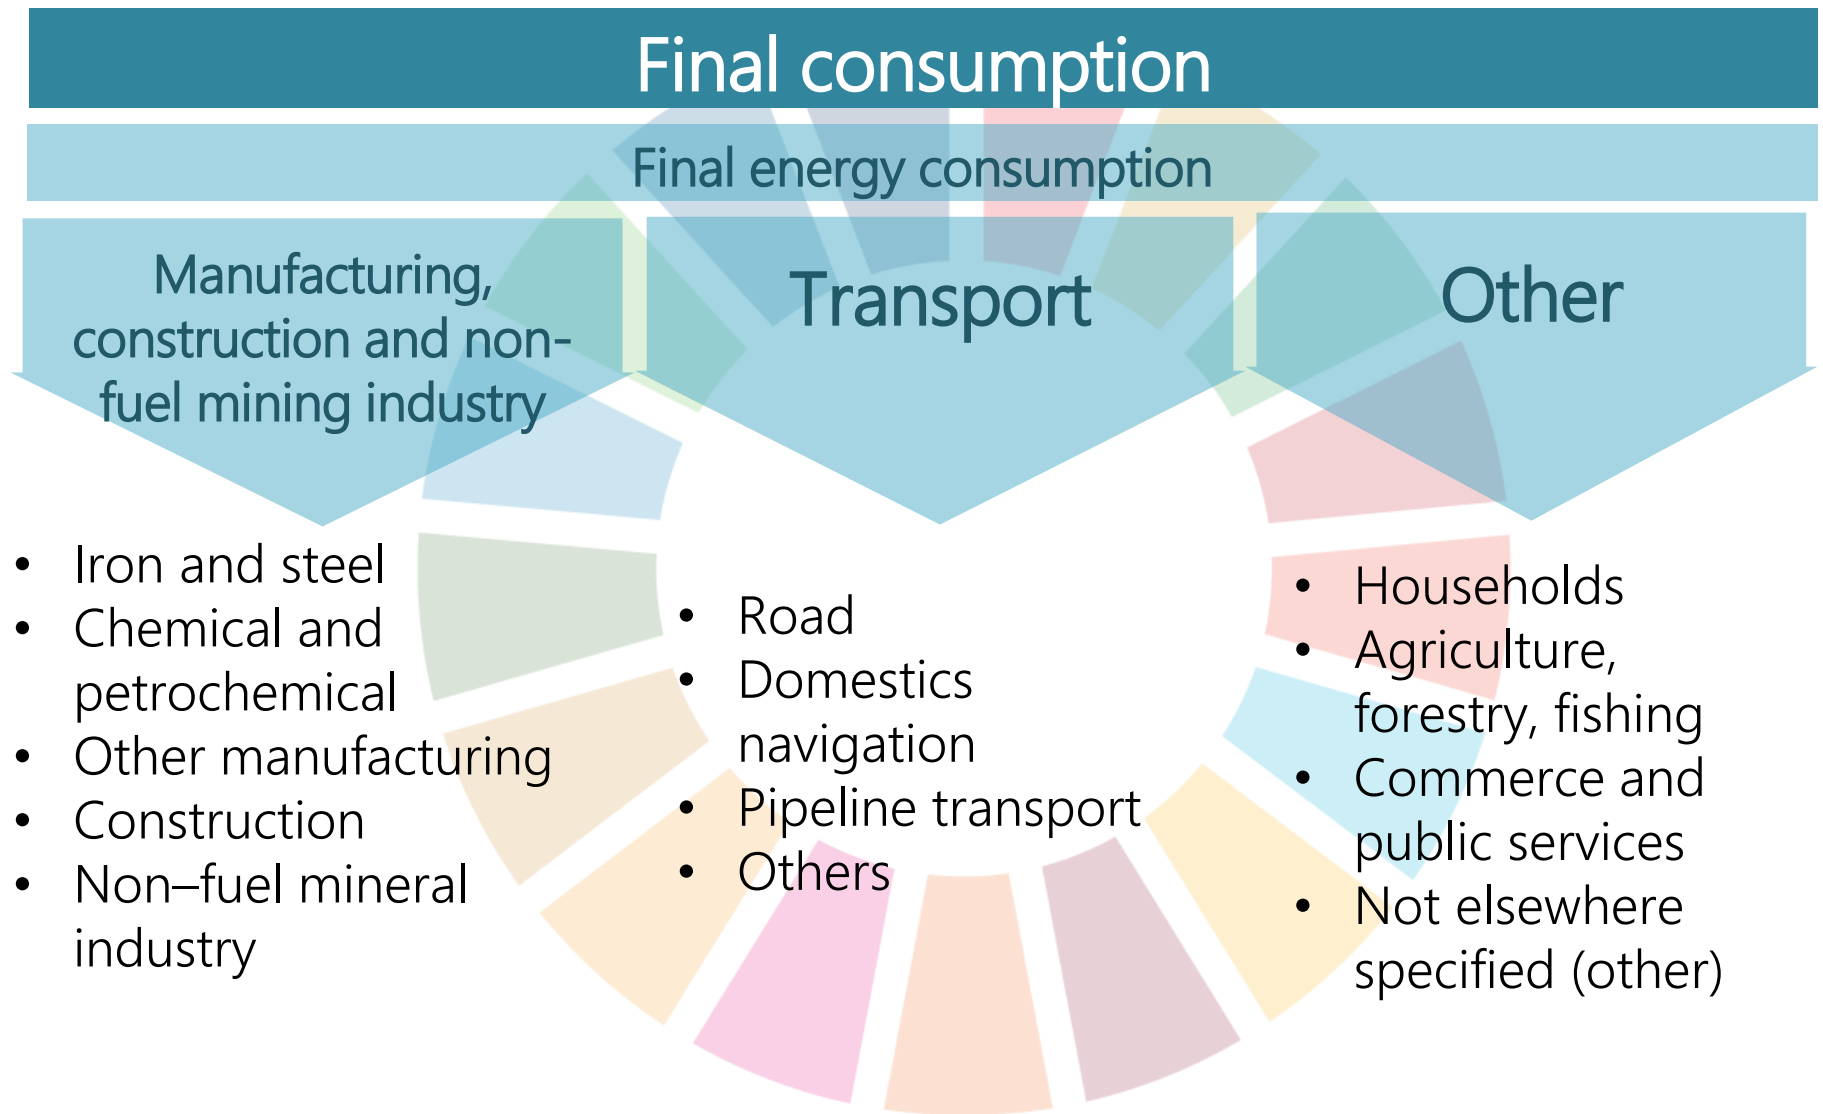 Final consumption
Final energy consumption
Manufacturing,
construction and non-
fuel mining industry
Transport
Other
• Iron and steel
• Chemical and
petrochemical
• Other manufacturing
• Construction
• Non–fuel mineral
industry
• Road
• Domestics
navigation
• Pipeline transport
• Others
• Households
• Agriculture,
forestry, fishing
• Commerce and
public services
• Not elsewhere
specified (other)